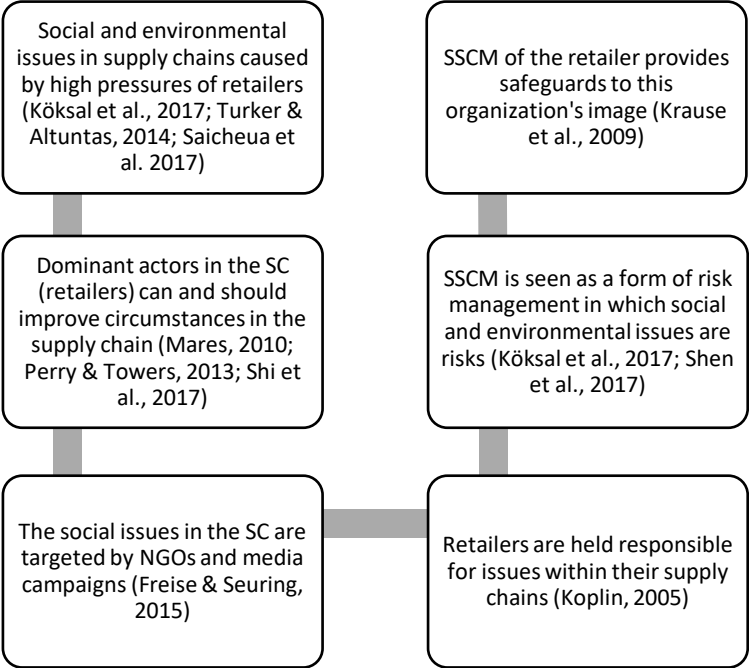 Social and environmental
issues in supply chains caused
by high pressures of retailers
(Köksal et al., 2017; Turker &
Altuntas, 2014; Saicheua et
al. 2017)
Dominant actors in the SC
(retailers) can and should
improve circumstances in the
supply chain (Mares, 2010;
Perry & Towers, 2013; Shi et
al., 2017)
The social issues in the SC are
targeted by NGOs and media
campaigns (Freise & Seuring,
2015)
Retailers are held responsible
for issues within their supply
chains (Koplin, 2005)
SSCM is seen as a form of risk
management in which social
and environmental issues are
risks (Köksal et al., 2017; Shen
et al., 2017)
SSCM of the retailer provides
safeguards to this
organization's image (Krause
et al., 2009)